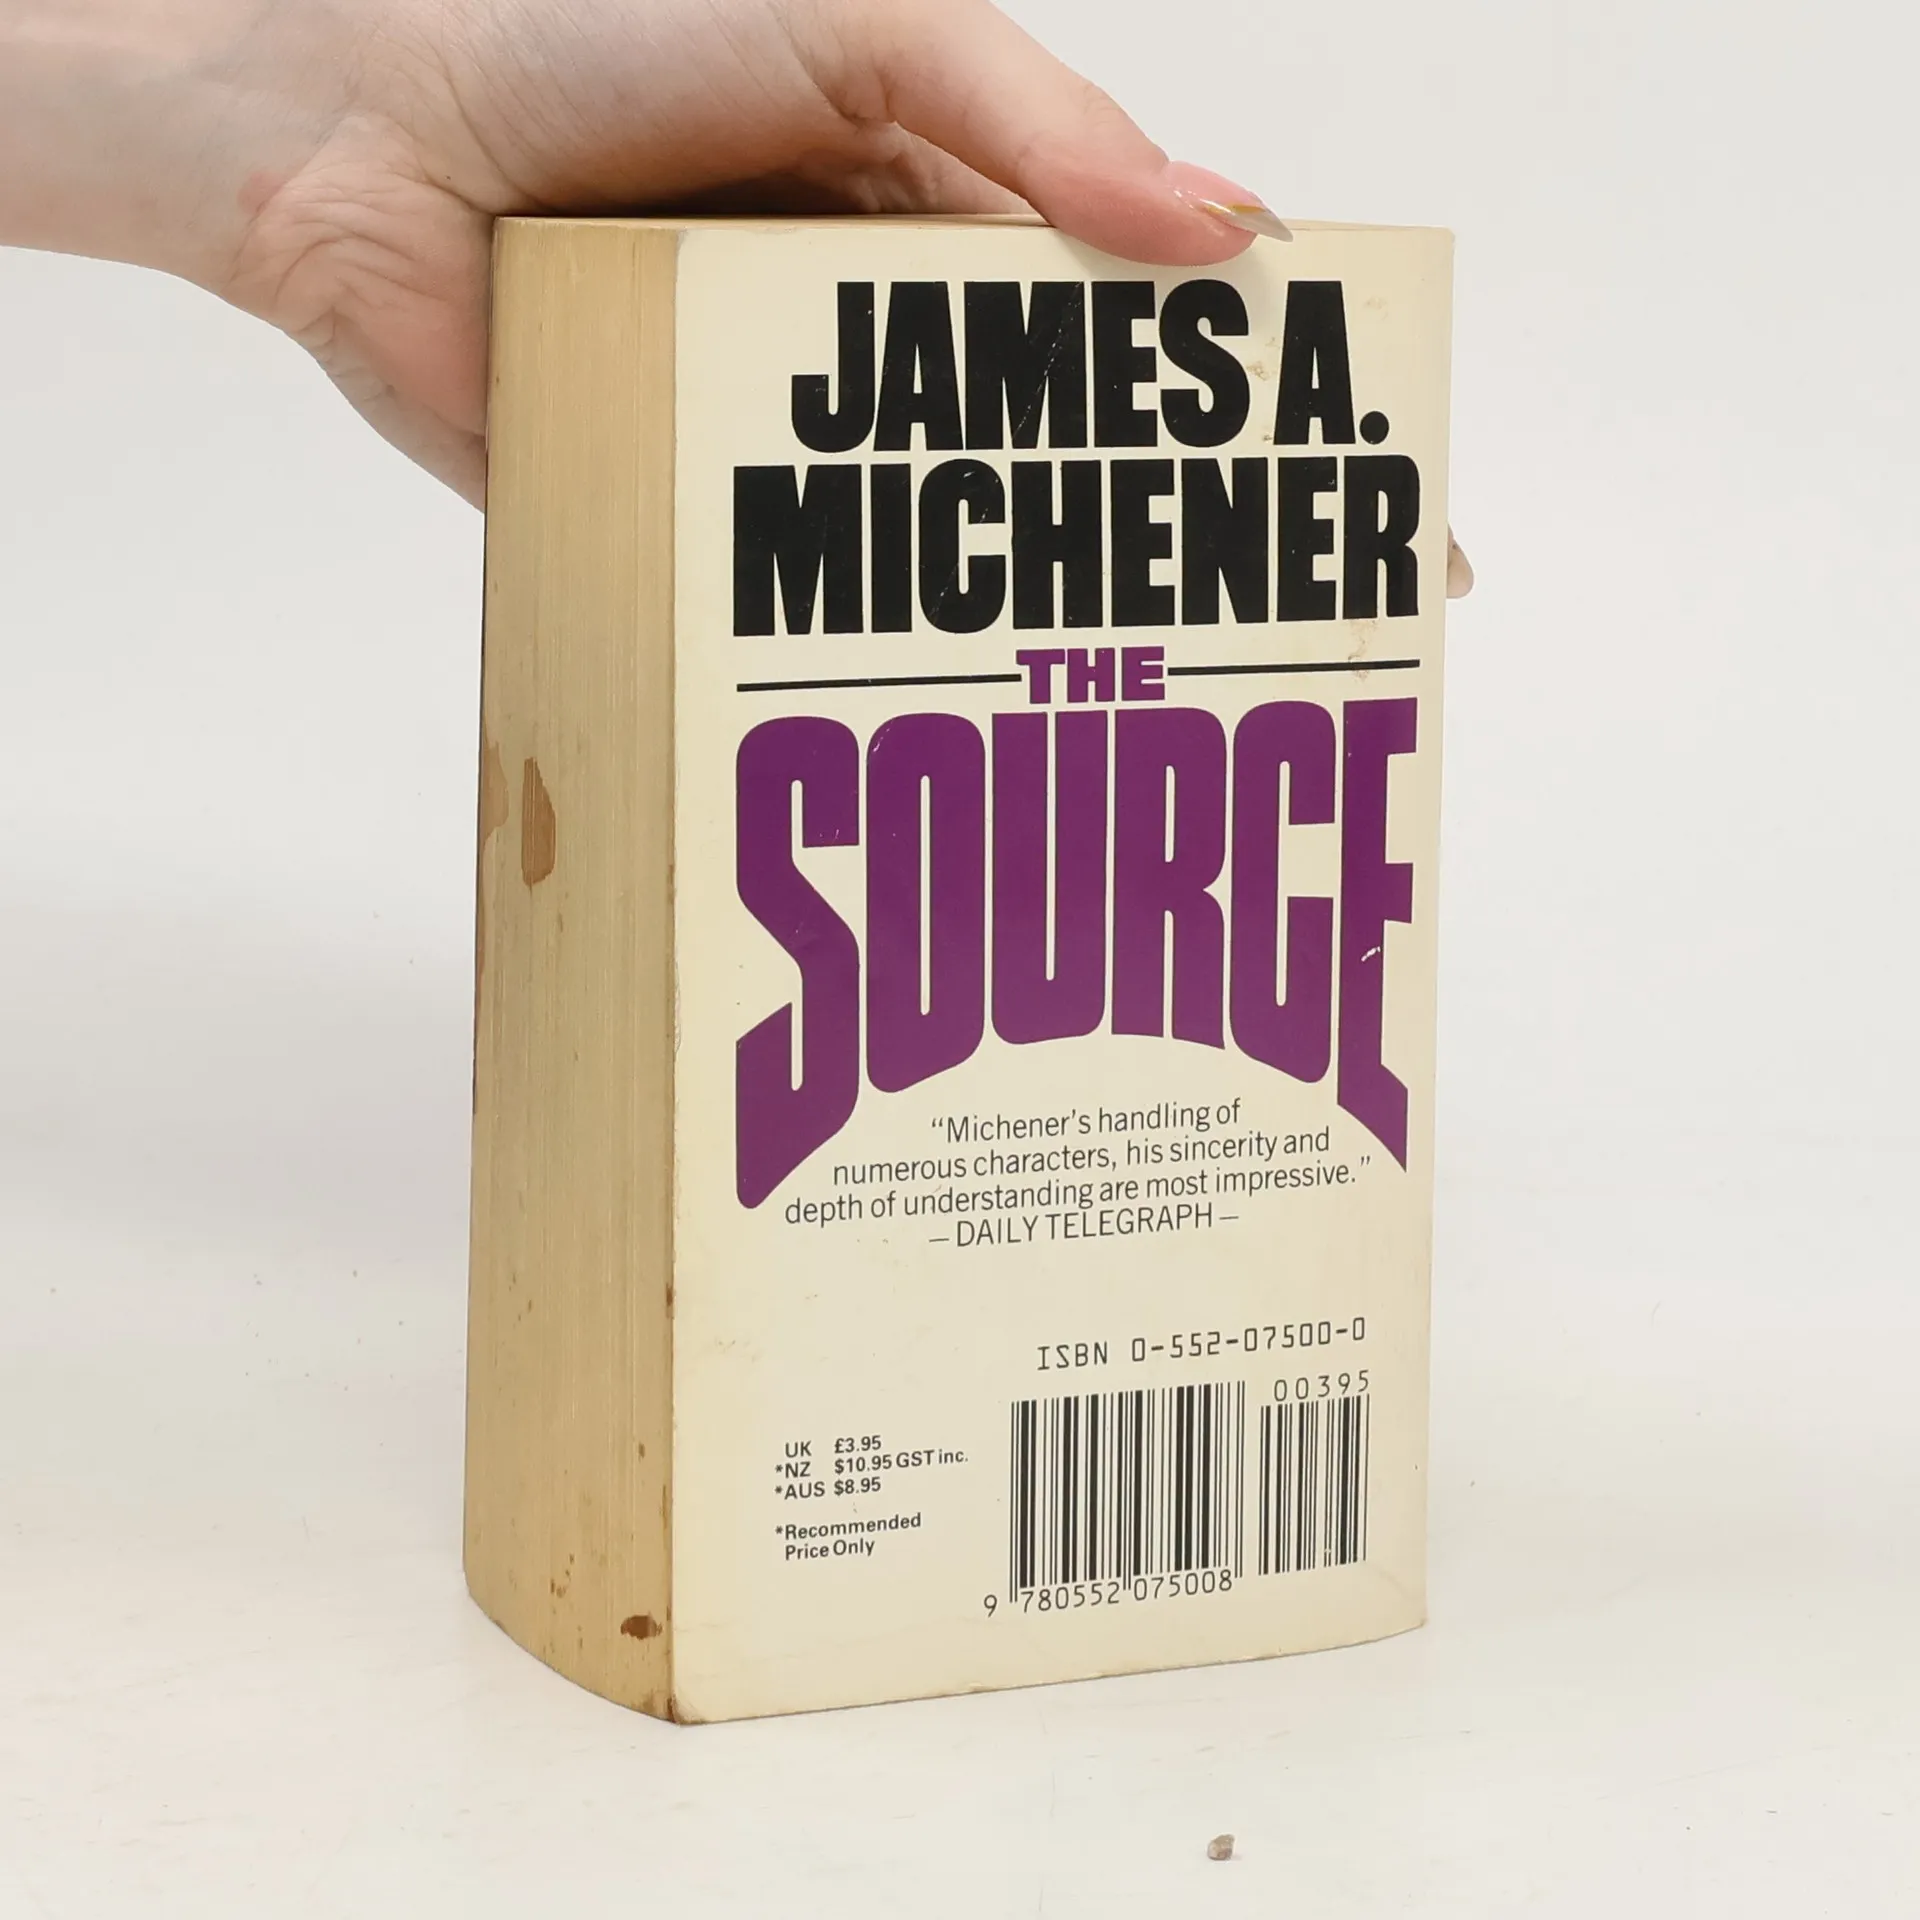 JAMES A.
MICHENER
THE
SOURCE
“Michener’s handling of
numerous characters, his sincerity and
depth of understanding are most impressive.”
— DAILY TELEGRAPH —
ISBN 0-552-07500-0
00395
UK £3.95
*NZ $10.95 GST inc.
*AUS $8.95
*Recommended
Price Only
9 780552 075008